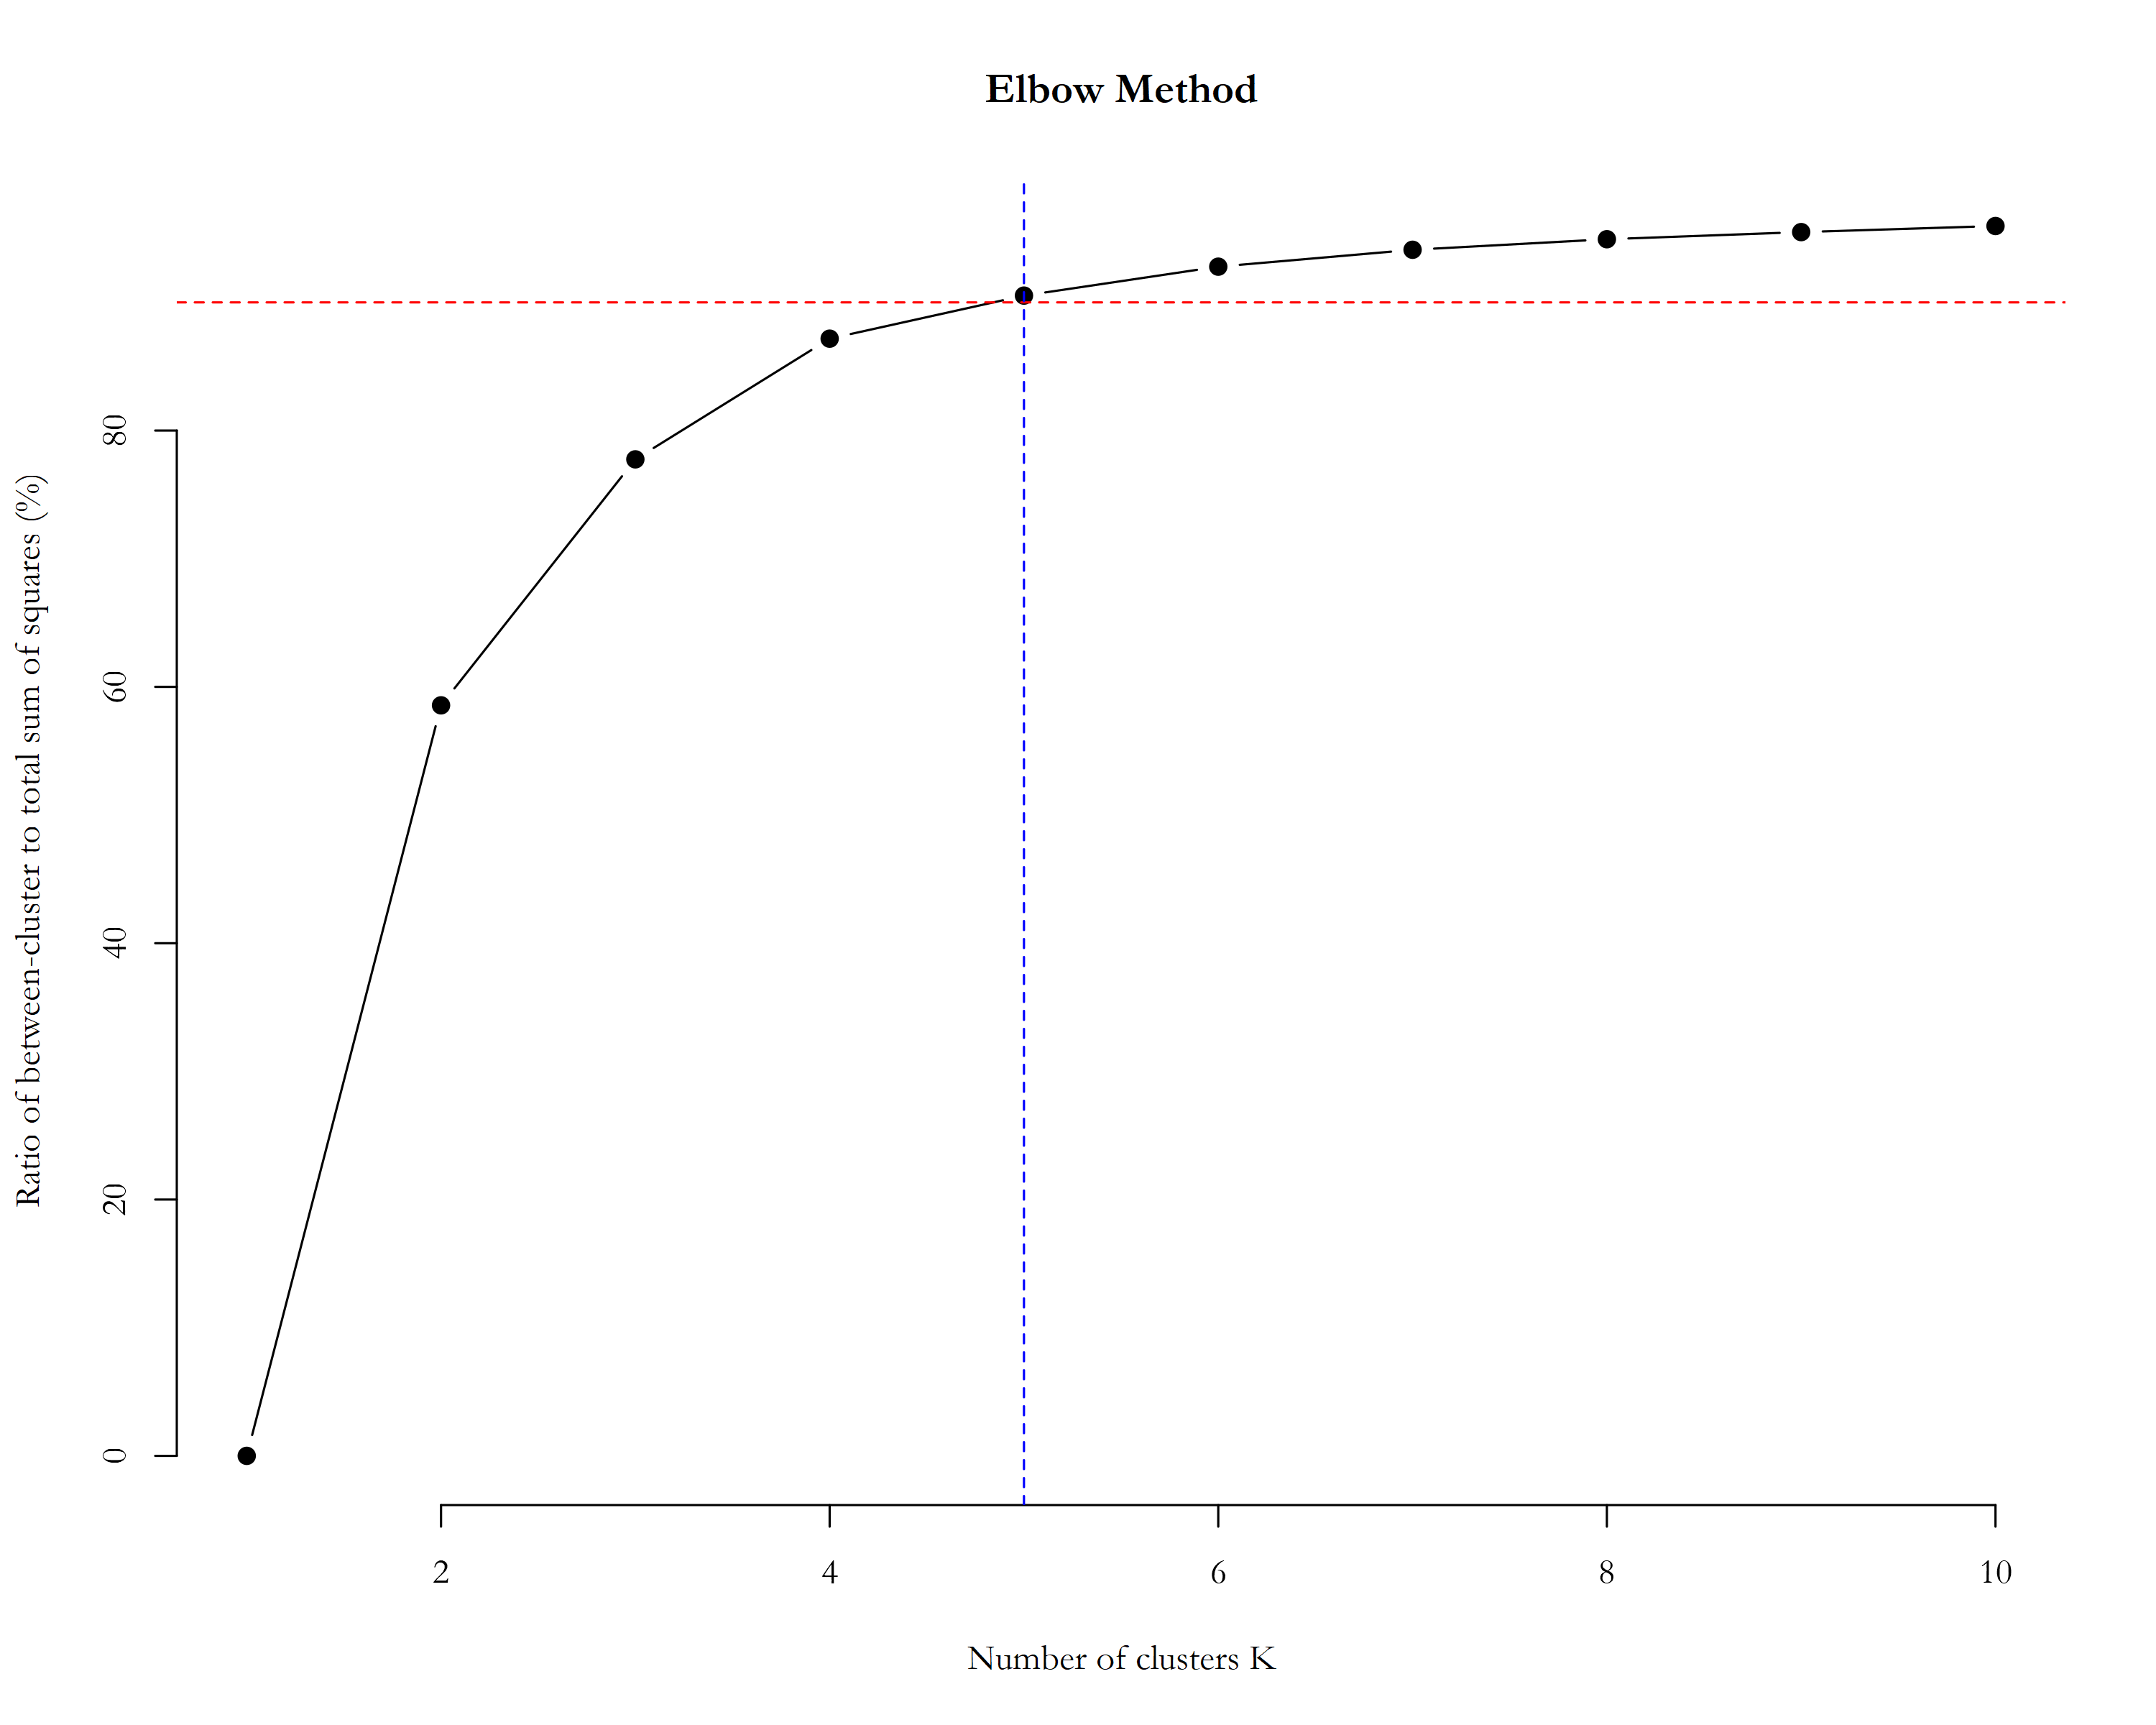 Elbow Method
Ratio of between-cluster to total sum of squares (%)
80
60
40
20
0
2 4 6 8 10
Number of clusters K